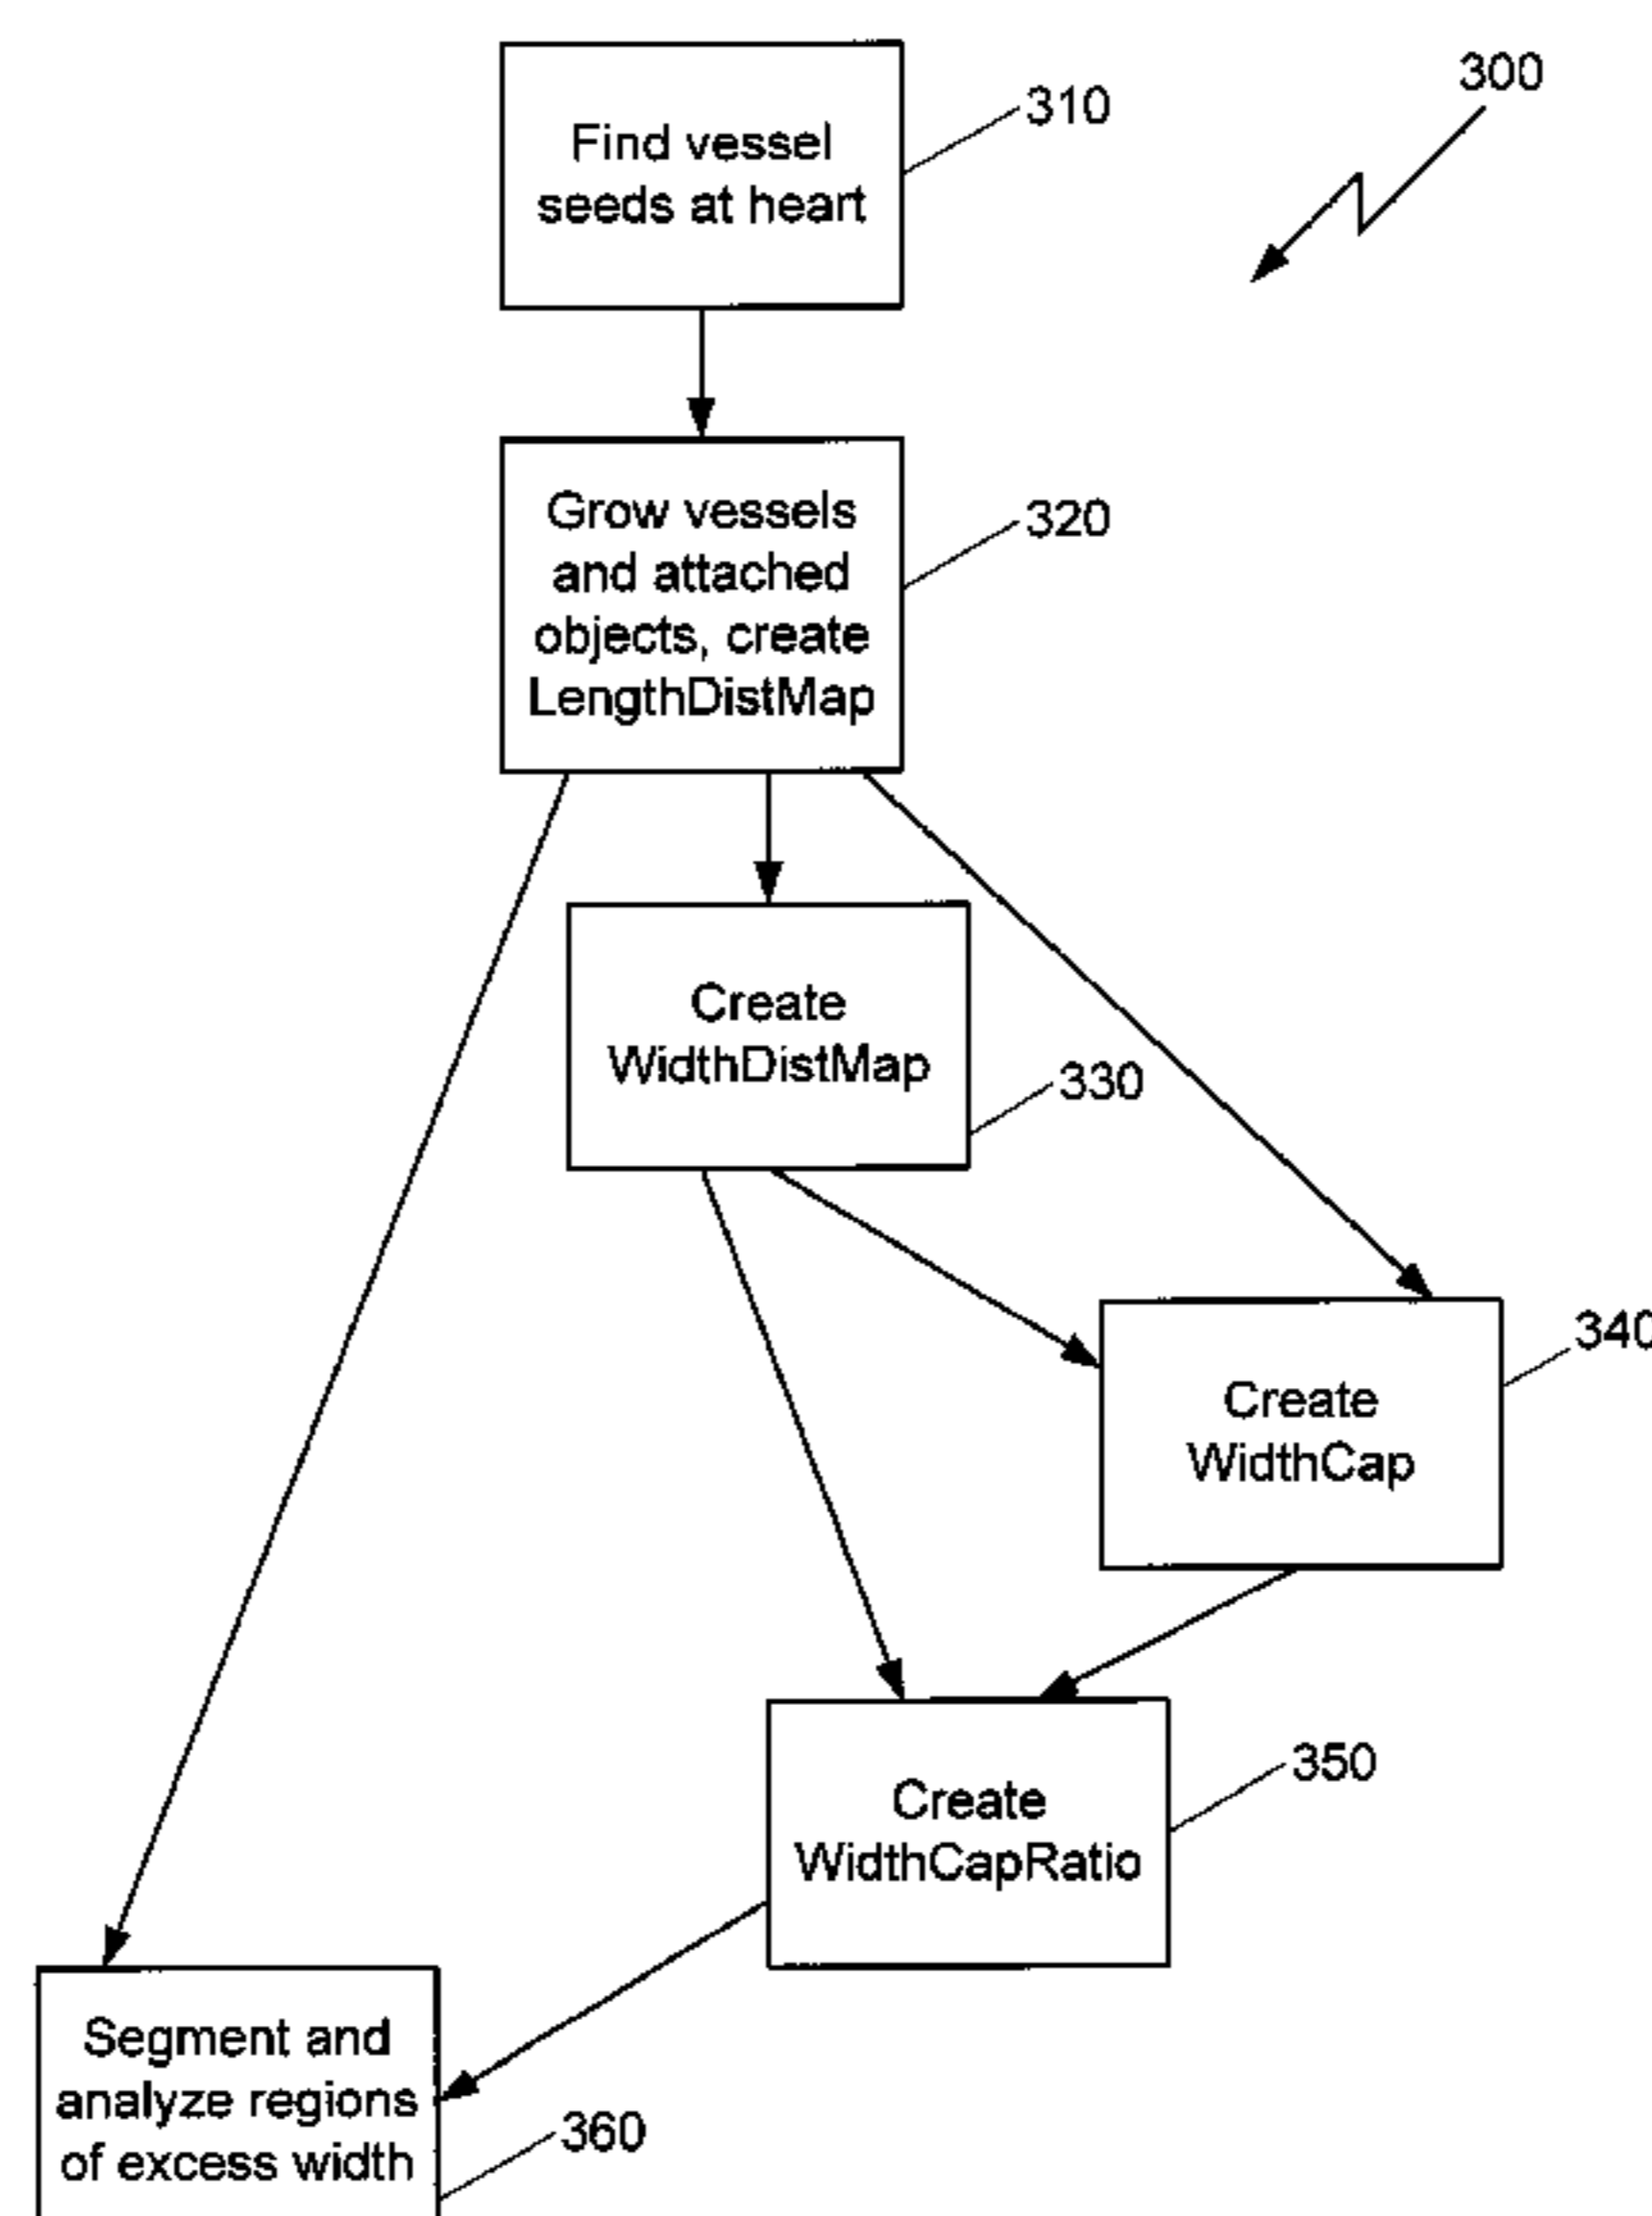 300
310
Find vessel
seeds at heart
320
Grow vessels
and attached
objects, create
LengthDistMap
Create
WidthDistMap
330
340
Create
WidthCap
350
Create
WidthCapRatio
Segment and
analyze regions
of excess width
360